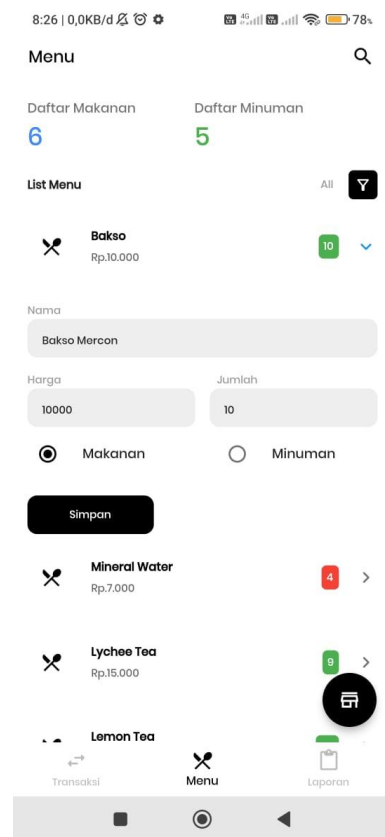 8:26 | 0,0KB/d 4G 78%
Menu
Daftar Makanan Daftar Minuman
6 5
List Menu All
Bakso
Rp.10.000
10
Nama
Bakso Mercon
Harga Jumlah
10000 10
Makanan Minuman
Simpan
Mineral Water
Rp.7.000
4
Lychee Tea
Rp.15.000
9
Lemon Tea
Transaksi Menu Laporan